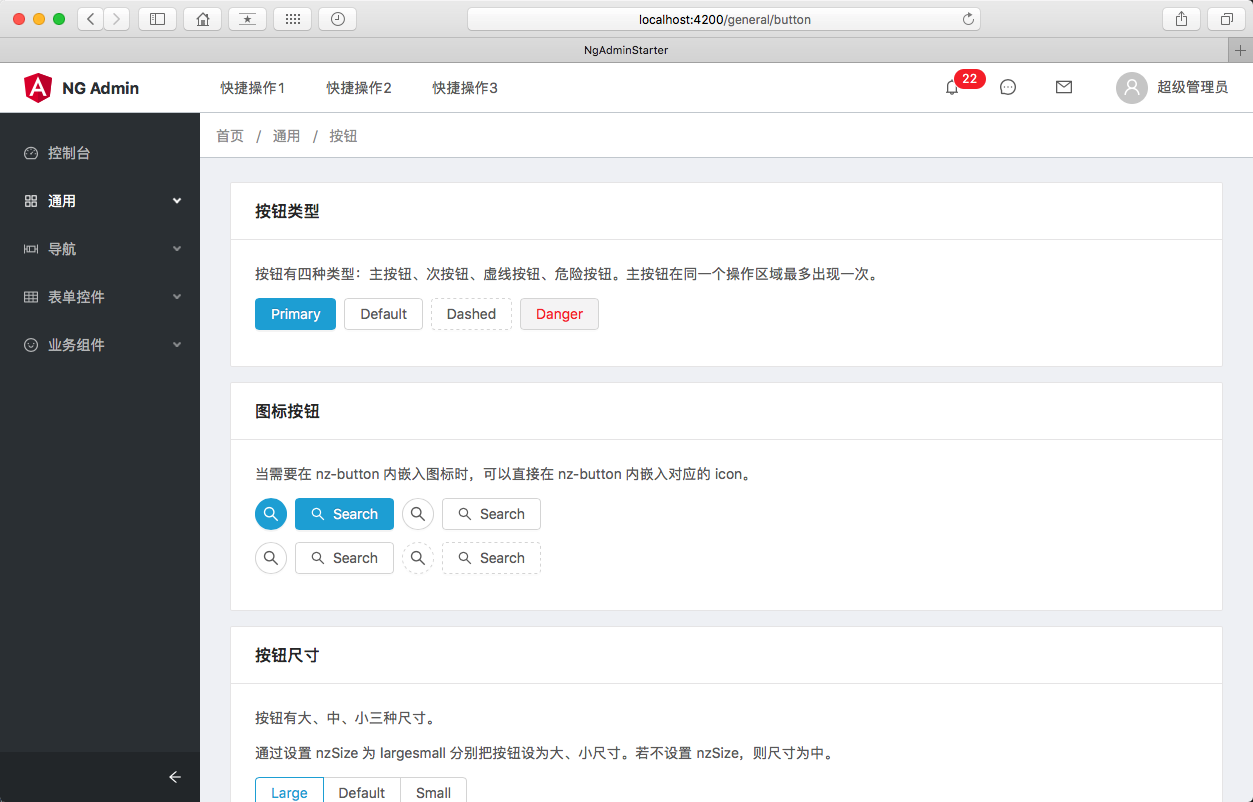 localhost:4200/general/button
NgAdminStarter
NG Admin
快捷操作1
快捷操作2
快捷操作3
22
超级管理员
首页 / 通用 / 按钮
控制台
通用
导航
表单控件
业务组件
按钮类型
按钮有四种类型：主按钮、次按钮、虚线按钮、危险按钮。主按钮在同一个操作区域最多出现一次。
Primary
Default
Dashed
Danger
图标按钮
当需要在 nz-button 内嵌入图标时，可以直接在 nz-button 内嵌入对应的 icon。
Search
Search
Search
Search
按钮尺寸
按钮有大、中、小三种尺寸。
通过设置 nzSize 为 largesmall 分别把按钮设为大、小尺寸。若不设置 nzSize，则尺寸为中。
Large
Default
Small